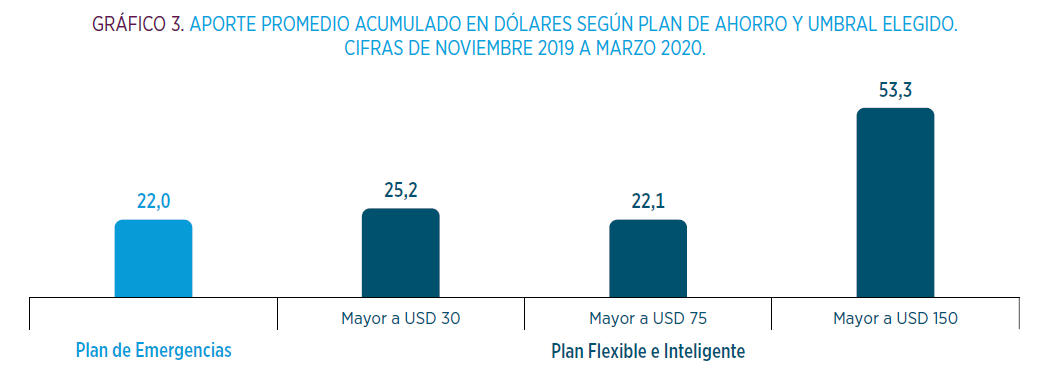 GRÁFICO 3. APORTE PROMEDIO ACUMULADO EN DÓLARES SEGÚN PLAN DE AHORRO Y UMBRAL ELEGIDO.
CIFRAS DE NOVIEMBRE 2019 A MARZO 2020.
53,3
25,2
22,0
22,1
Mayor a USD 30
Mayor a USD 75
Mayor a USD 150
Plan de Emergencias
Plan Flexible e Inteligente